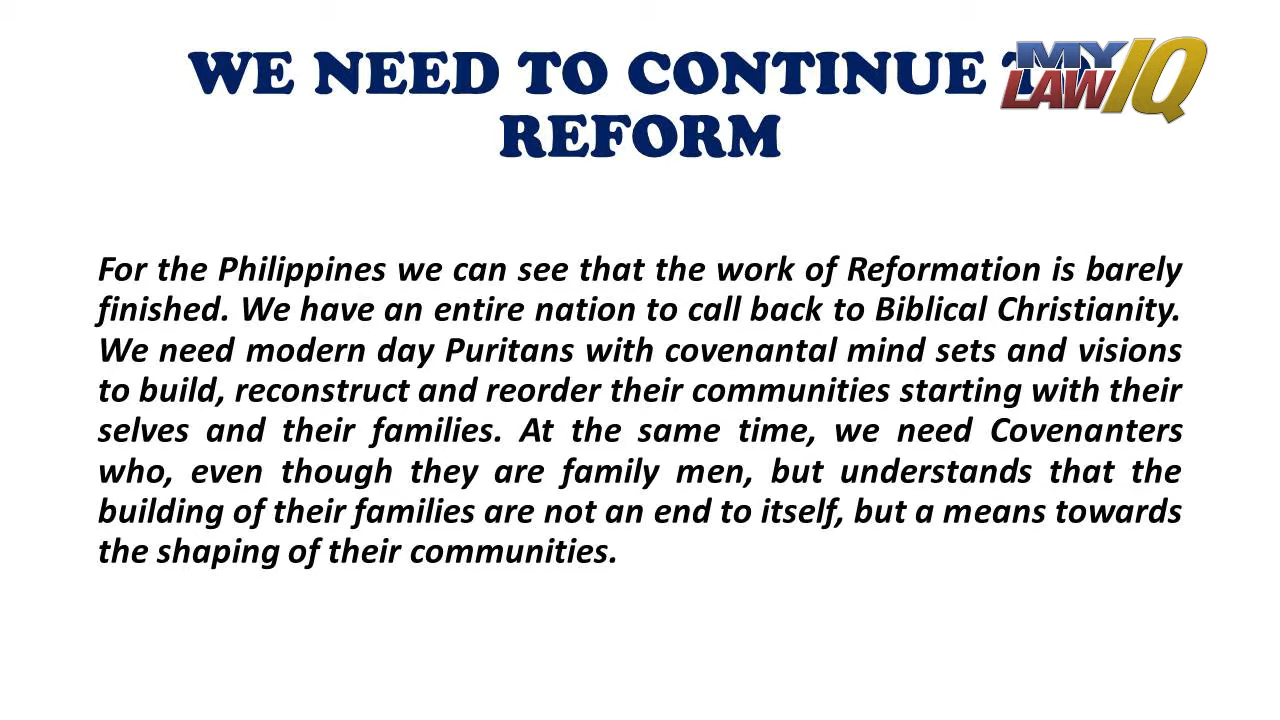 WE NEED TO CONTINUE
REFORM
MY
LAW IQ
For the Philippines we can see that the work of Reformation is barely
finished. We have an entire nation to call back to Biblical Christianity.
We need modern day Puritans with covenantal mind sets and visions
to build, reconstruct and reorder their communities starting with their
selves and their families. At the same time, we need Covenanters
who, even though they are family men, but understands that the
building of their families are not an end to itself, but a means towards
the shaping of their communities.